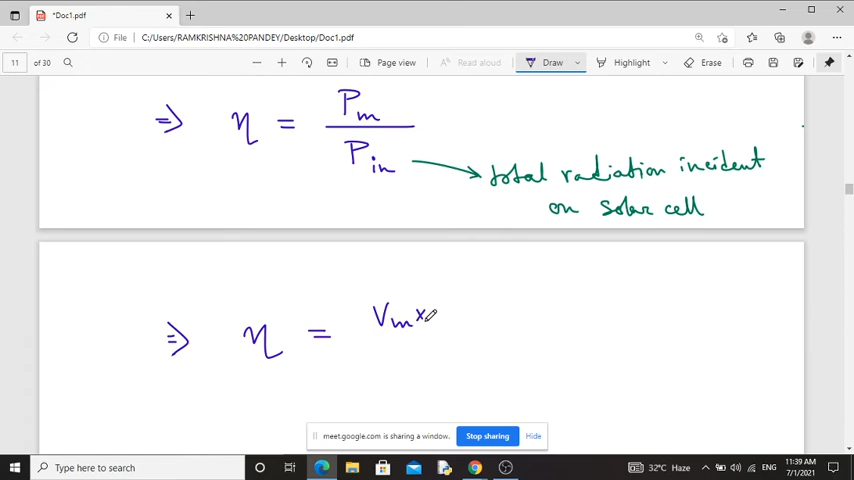 *Doc1.pdf
File C:/Users/RAMKRISHNA%20PANDEY/Desktop/Doc1.pdf
11 of 30 Page view Read aloud Draw Highlight Erase
⇒ η = Pm / Pin
total radiation incident
on solar cell
⇒ η = Vm ×
meet.google.com is sharing a window. Stop sharing Hide
Type here to search 32°C Haze ENG 11:39 AM
7/1/2021